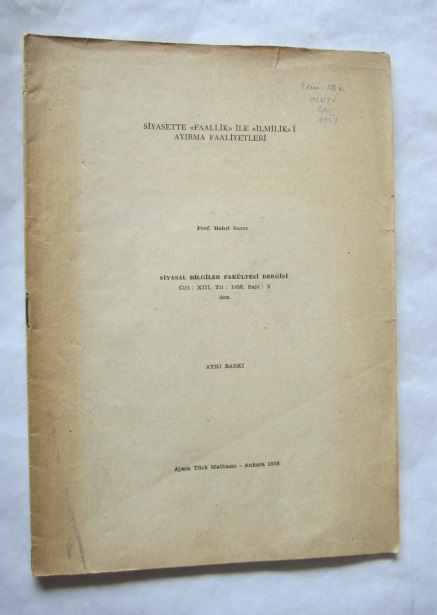 SİYASETTE «FAALLİK» İLE «İLMİLİK» İ
AYIRMA FAALİYETLERİ
Prof. Bahri Savcı
SİYASAL BİLGİLER FAKÜLTESİ DERGİSİ
Cilt : XIII, Yıl : 1958, Sayı : 3
den
AYRI BASKI
Ajans Türk Matbaası - Ankara 1958